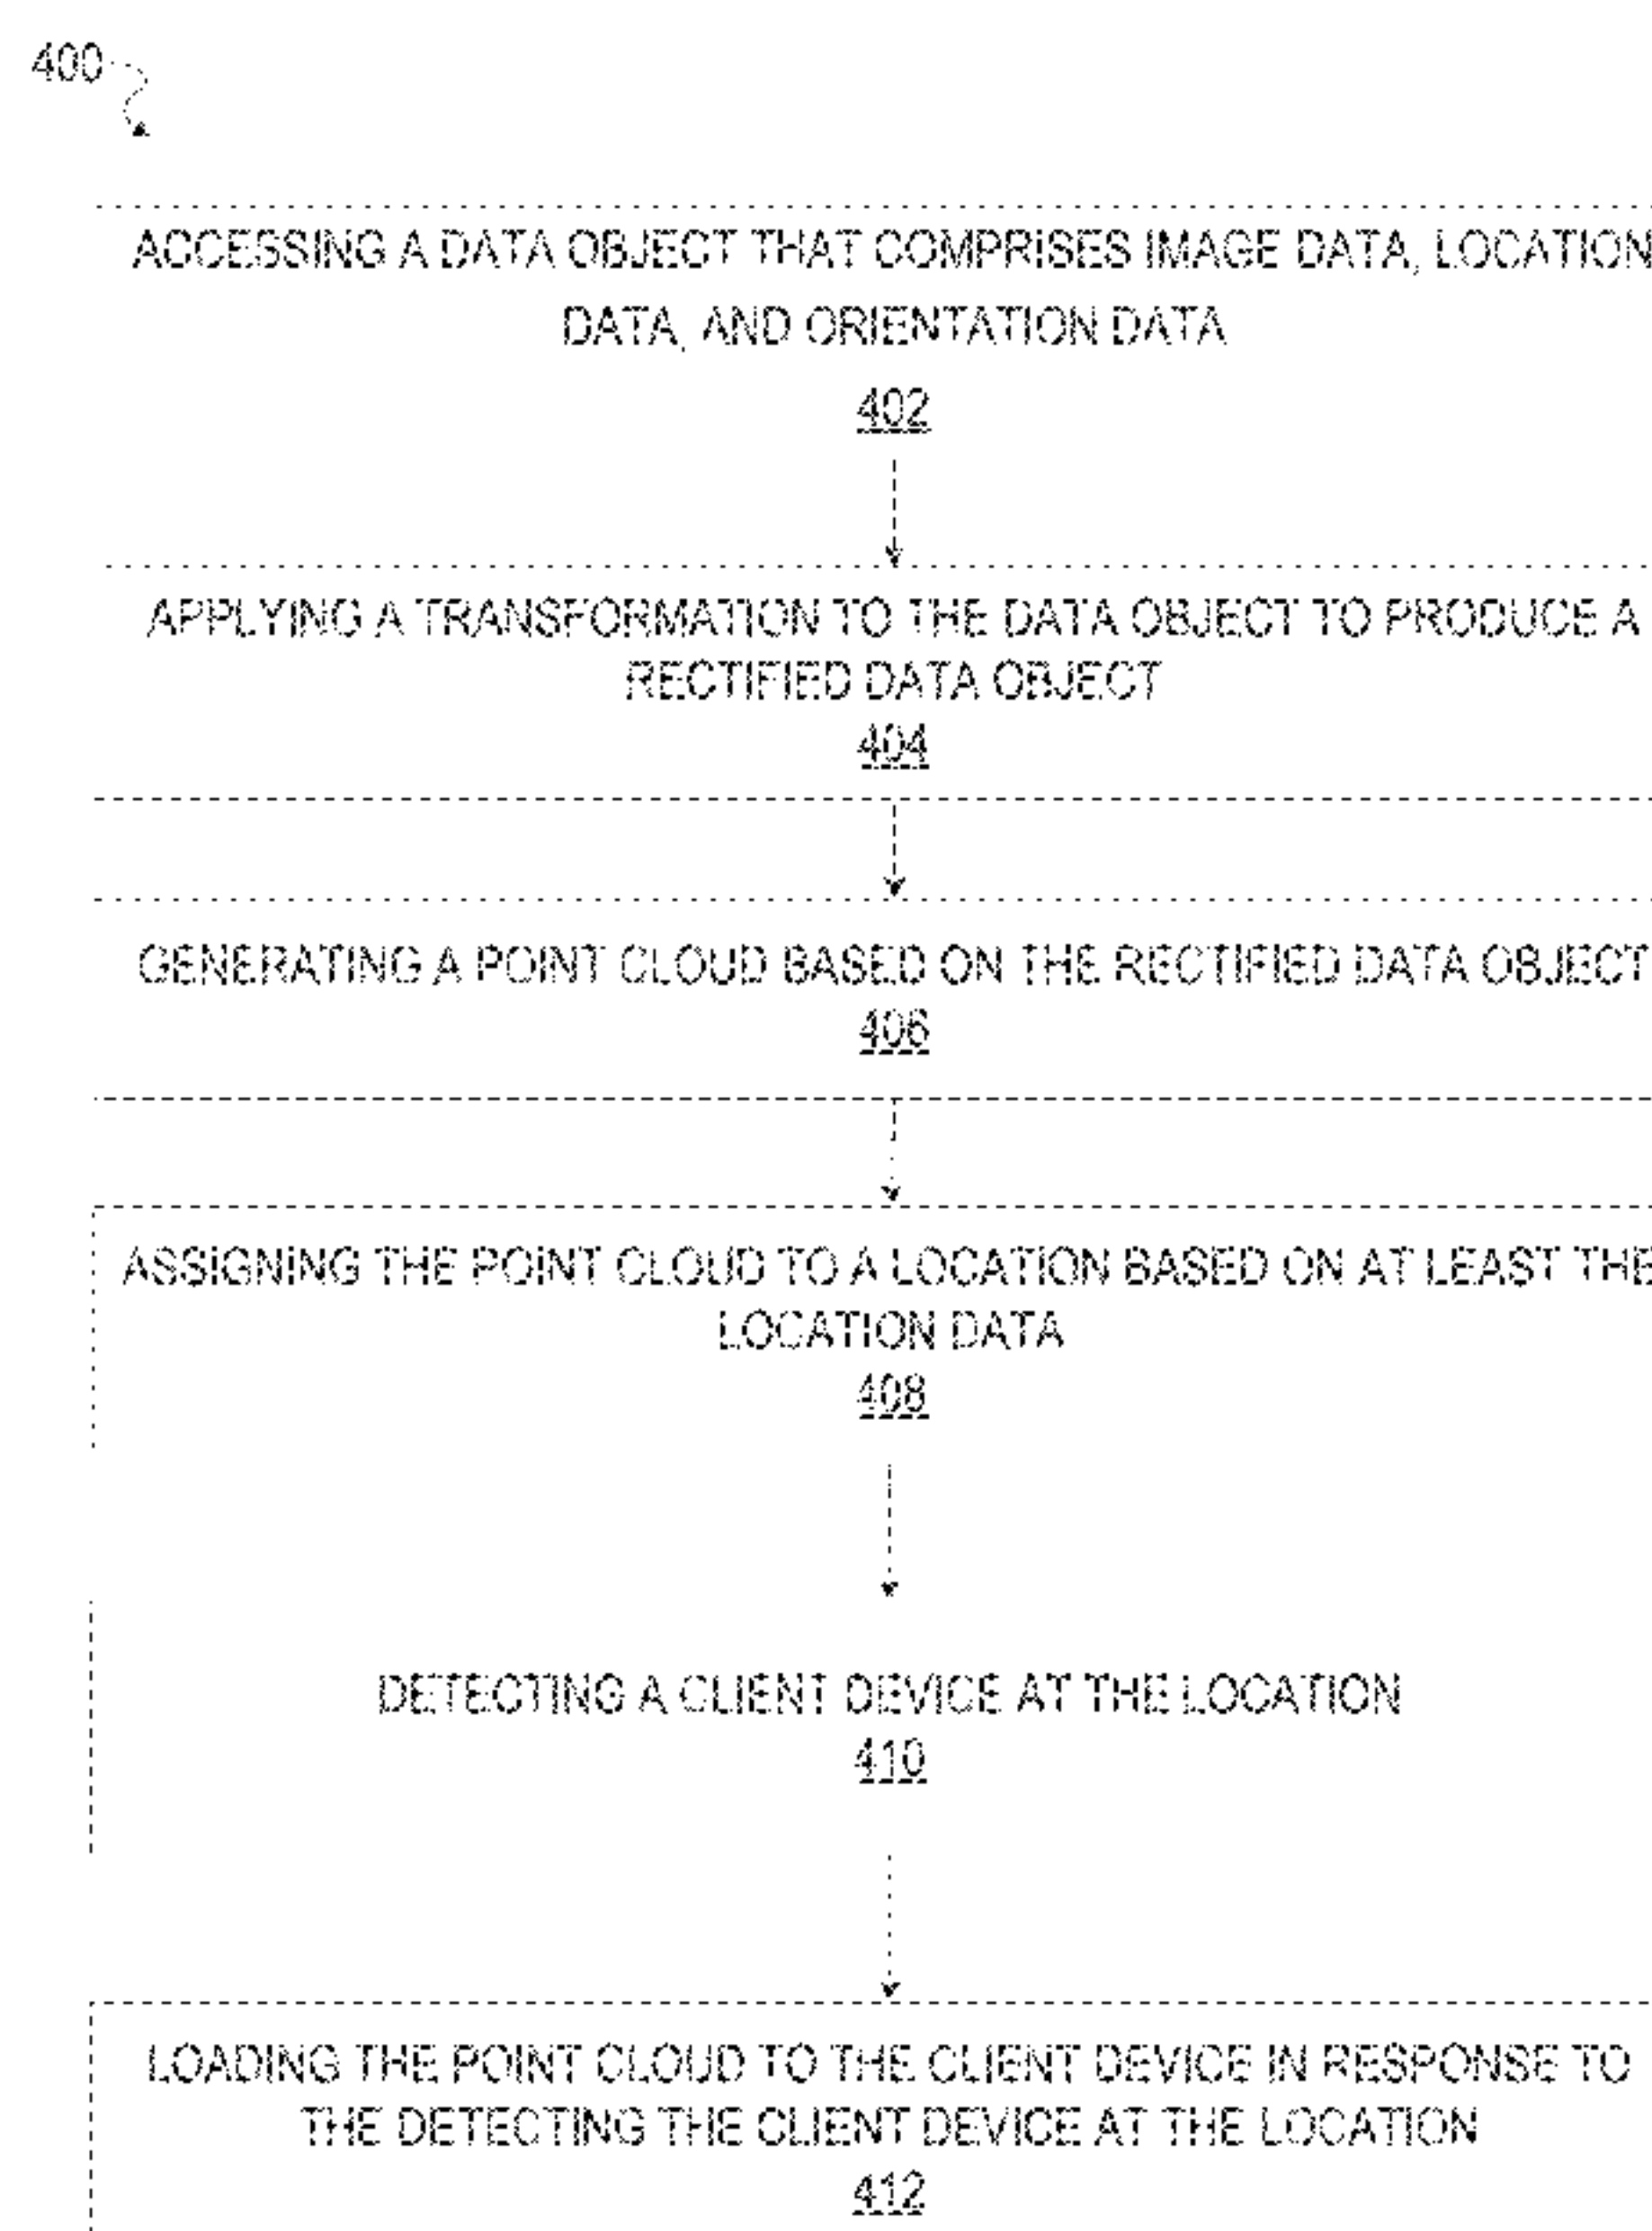 400
ACCESSING A DATA OBJECT THAT COMPRISES IMAGE DATA, LOCATION
DATA, AND ORIENTATION DATA
402
APPLYING A TRANSFORMATION TO THE DATA OBJECT TO PRODUCE A
RECTIFIED DATA OBJECT
404
GENERATING A POINT CLOUD BASED ON THE RECTIFIED DATA OBJECT
406
ASSIGNING THE POINT CLOUD TO A LOCATION BASED ON AT LEAST THE
LOCATION DATA
408
DETECTING A CLIENT DEVICE AT THE LOCATION
410
LOADING THE POINT CLOUD TO THE CLIENT DEVICE IN RESPONSE TO
THE DETECTING THE CLIENT DEVICE AT THE LOCATION
412